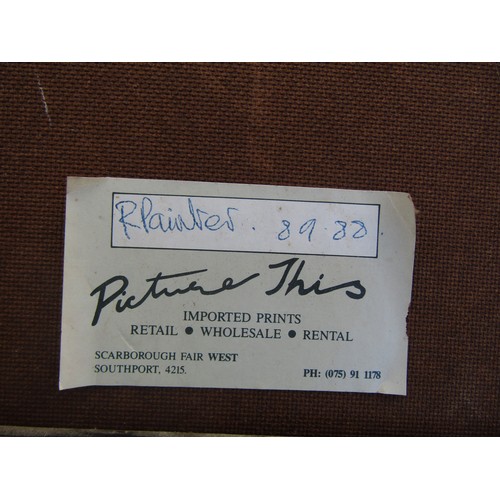 R Painter. 89.88
Picture This
IMPORTED PRINTS
RETAIL ● WHOLESALE ● RENTAL
SCARBOROUGH FAIR WEST
SOUTHPORT, 4215.
PH: (075) 91 1178